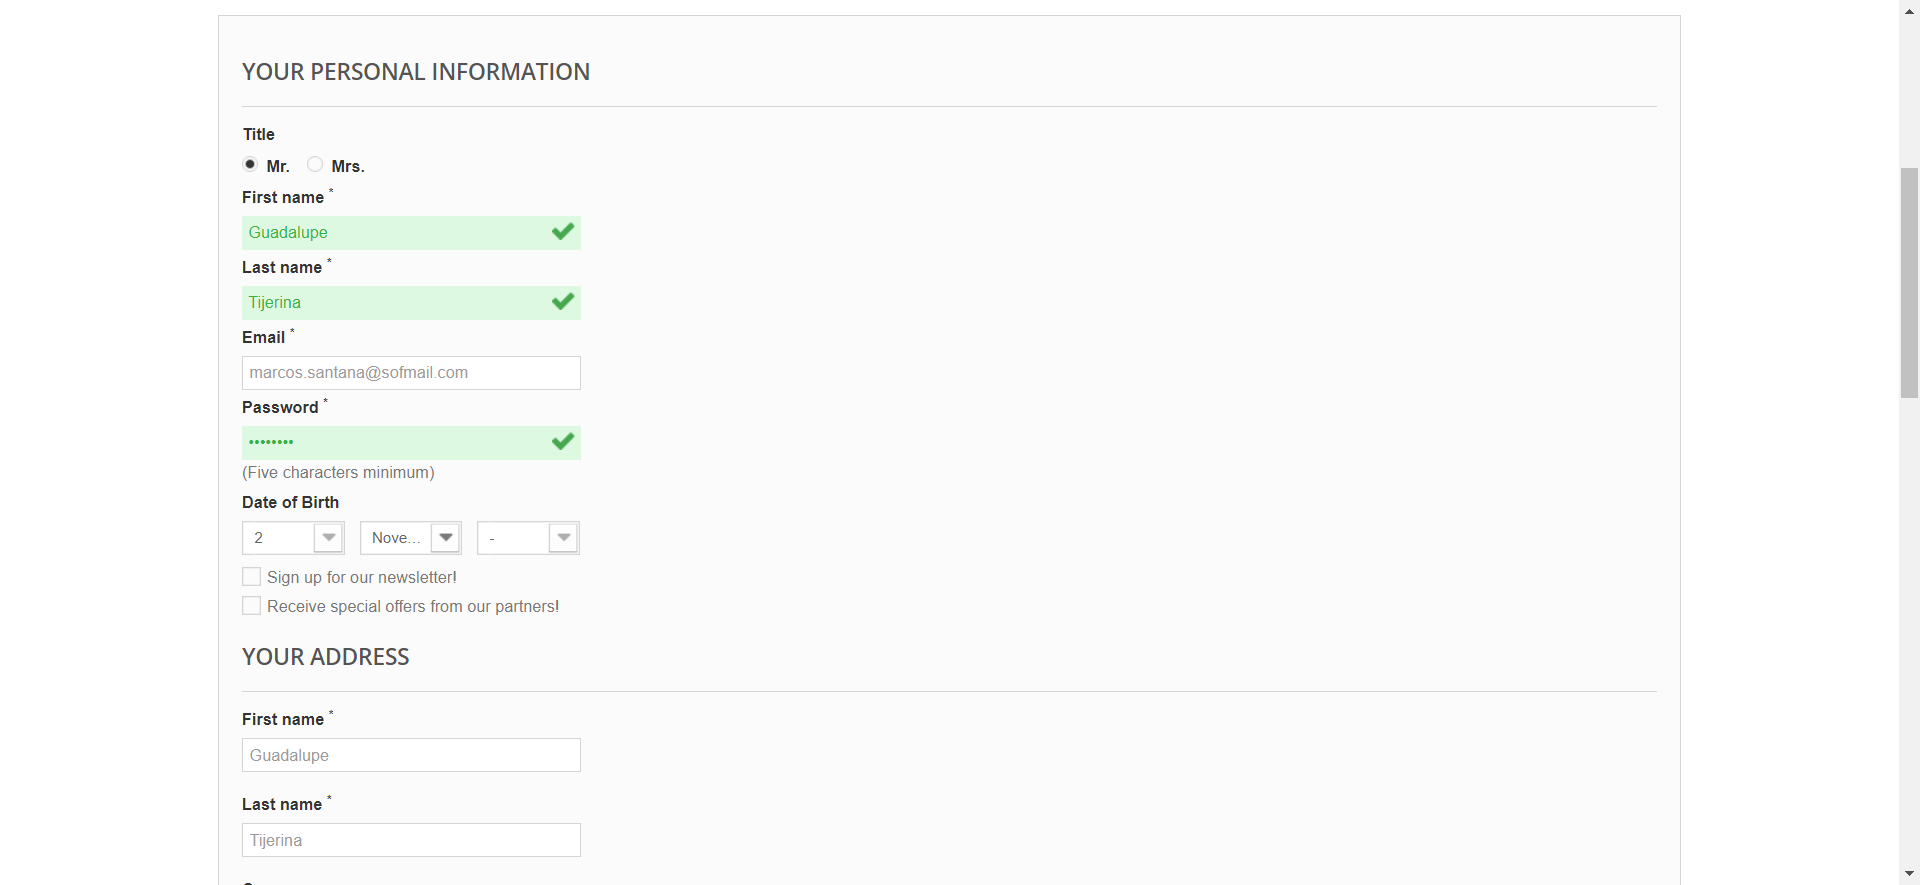 YOUR PERSONAL INFORMATION
Title
Mr. Mrs.
First name *
Guadalupe
Last name *
Tijerina
Email *
marcos.santana@sofmail.com
Password *
••••••••
(Five characters minimum)
Date of Birth
2 Nove... -
Sign up for our newsletter!
Receive special offers from our partners!
YOUR ADDRESS
First name *
Guadalupe
Last name *
Tijerina